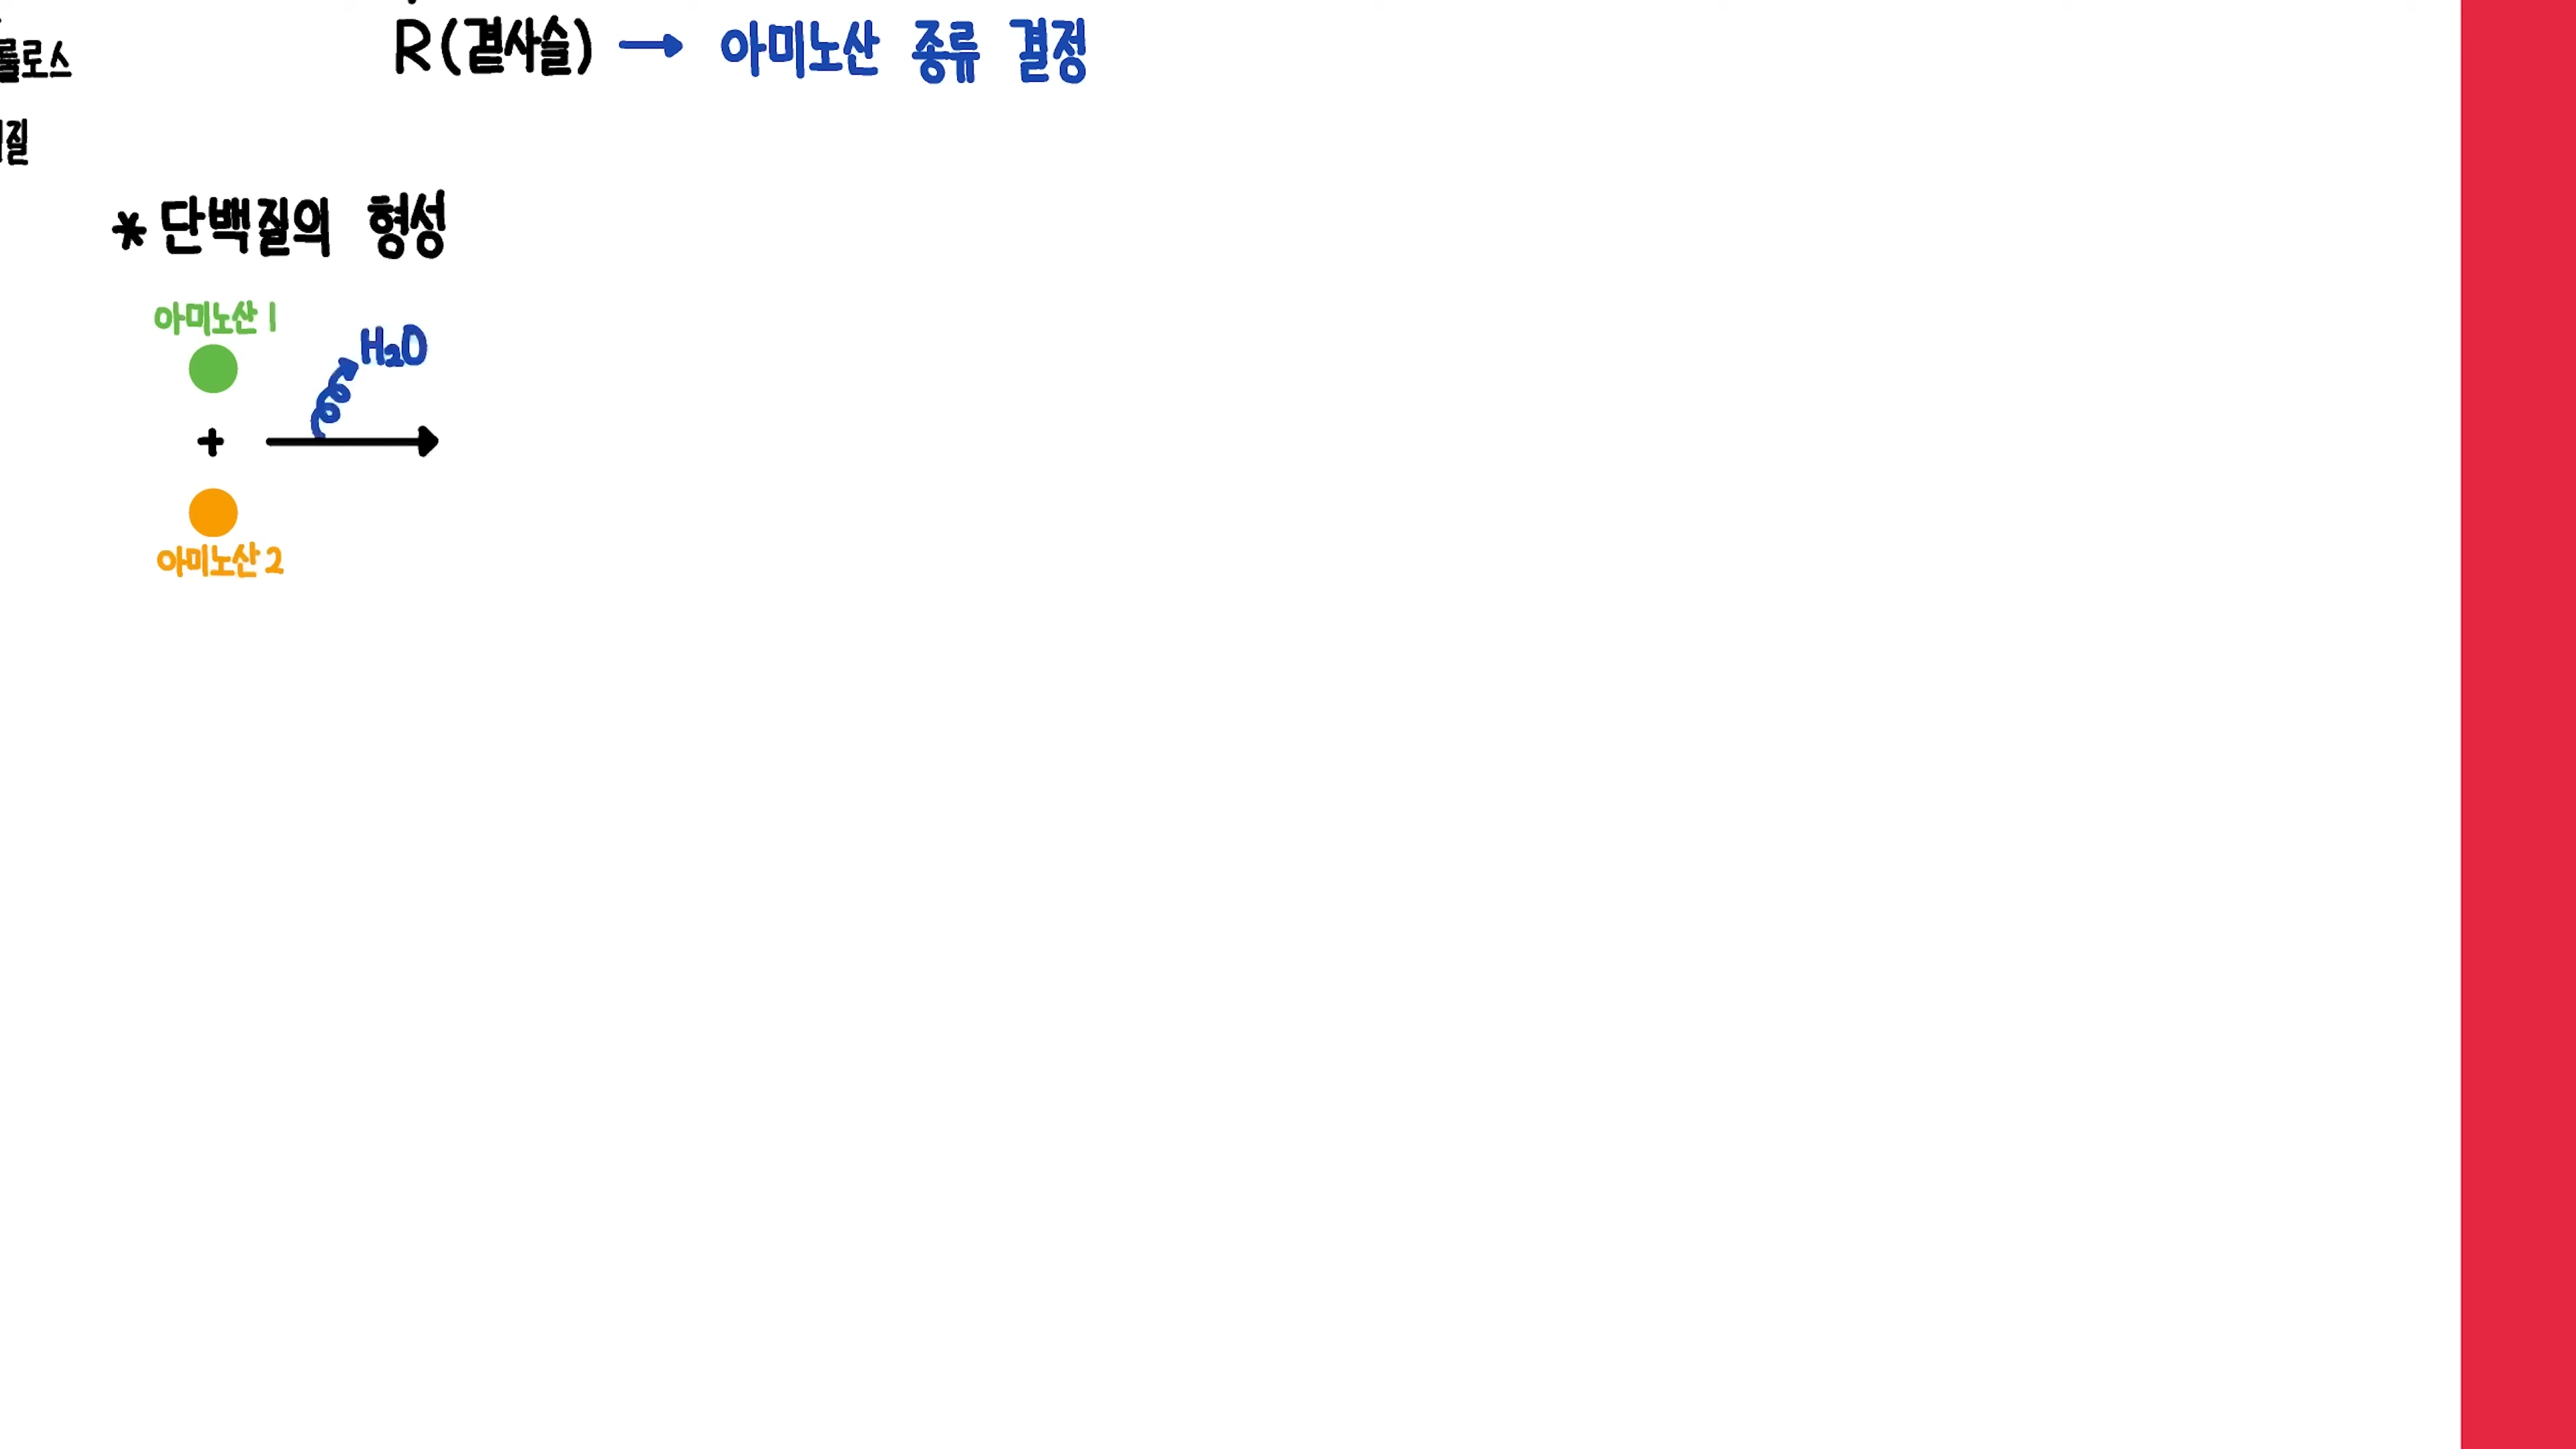 R(곁사슬) → 아미노산 종류 결정
룰로스
질
* 단백질의 형성
아미노산 1
H₂O
+
아미노산 2